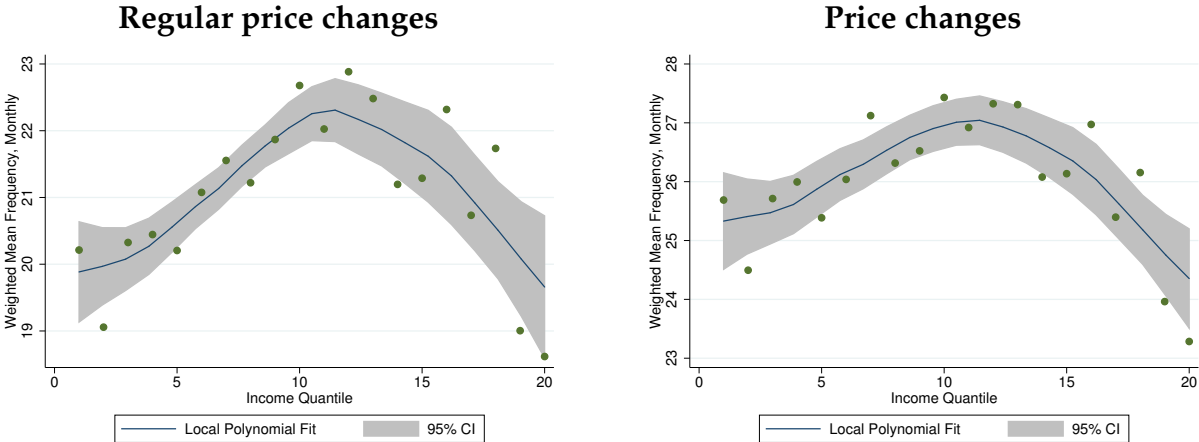 Regular price changes
Weighted Mean Frequency, Monthly
23
22
21
20
19
0 5 10 15 20
Income Quantile
Local Polynomial Fit 95% CI
Price changes
Weighted Mean Frequency, Monthly
28
27
26
25
24
23
0 5 10 15 20
Income Quantile
Local Polynomial Fit 95% CI